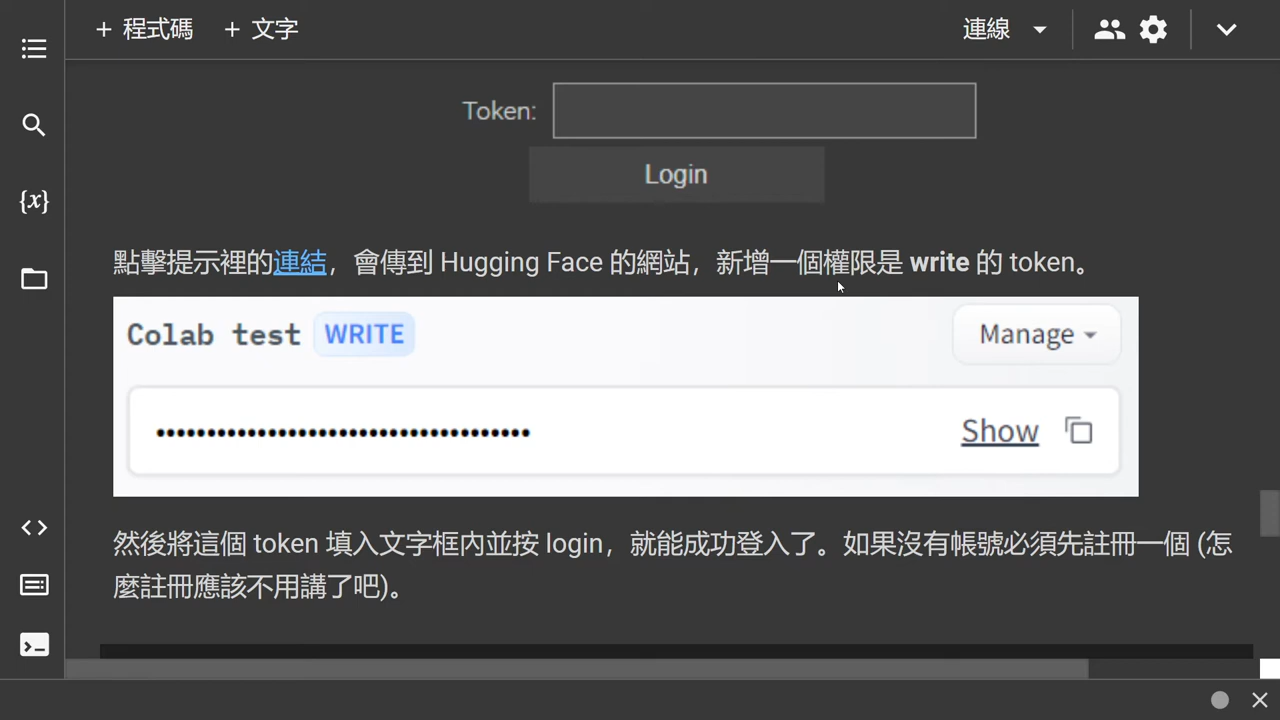 + 程式碼 + 文字 連線
{x}
Token:
Login
點擊提示裡的連結，會傳到 Hugging Face 的網站，新增一個權限是 write 的 token。
Colab test WRITE Manage
•••••••••••••••••••••••••••••••••••••
Show
然後將這個 token 填入文字框內並按 login，就能成功登入了。如果沒有帳號必須先註冊一個 (怎
麼註冊應該不用講了吧)。